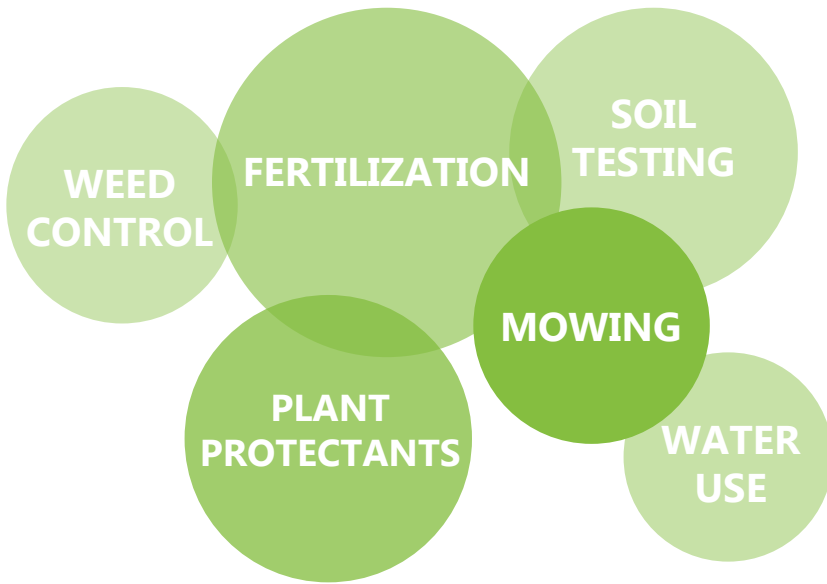 WEED
CONTROL
FERTILIZATION
SOIL
TESTING
MOWING
PLANT
PROTECTANTS
WATER
USE